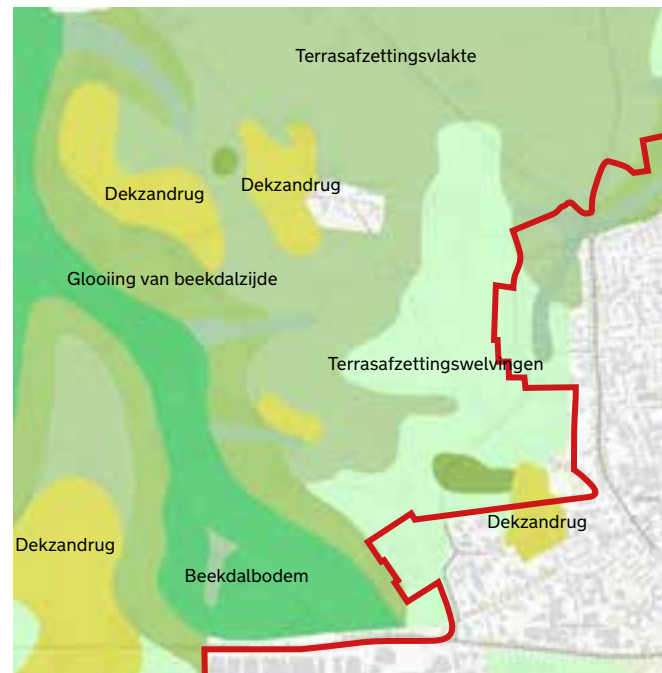 Terrasafzettingsvlakte
Dekzandrug
Dekzandrug
Glooiing van beekdalzijde
Terrasafzettingswelvingen
Dekzandrug
Dekzandrug
Beekdalbodem